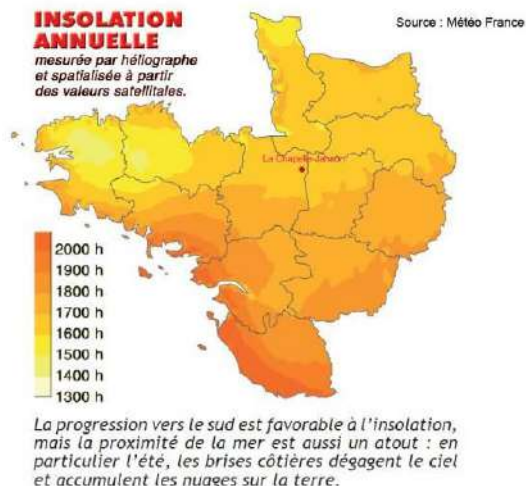 INSOLATION
ANNUELLE
mesurée par héliographe
et spatialisée à partir
des valeurs satellitales.
Source : Météo France
La Chapelle-Janson
2000 h
1900 h
1800 h
1700 h
1600 h
1500 h
1400 h
1300 h
La progression vers le sud est favorable à l'insolation,
mais la proximité de la mer est aussi un atout : en
particulier l'été, les brises côtières dégagent le ciel
et accumulent les nuages sur la terre.